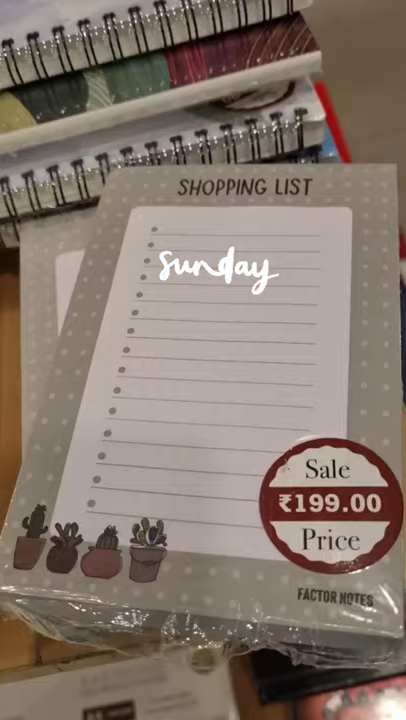 SHOPPING LIST
sunday
Sale
₹199.00
Price
FACTOR NOTES